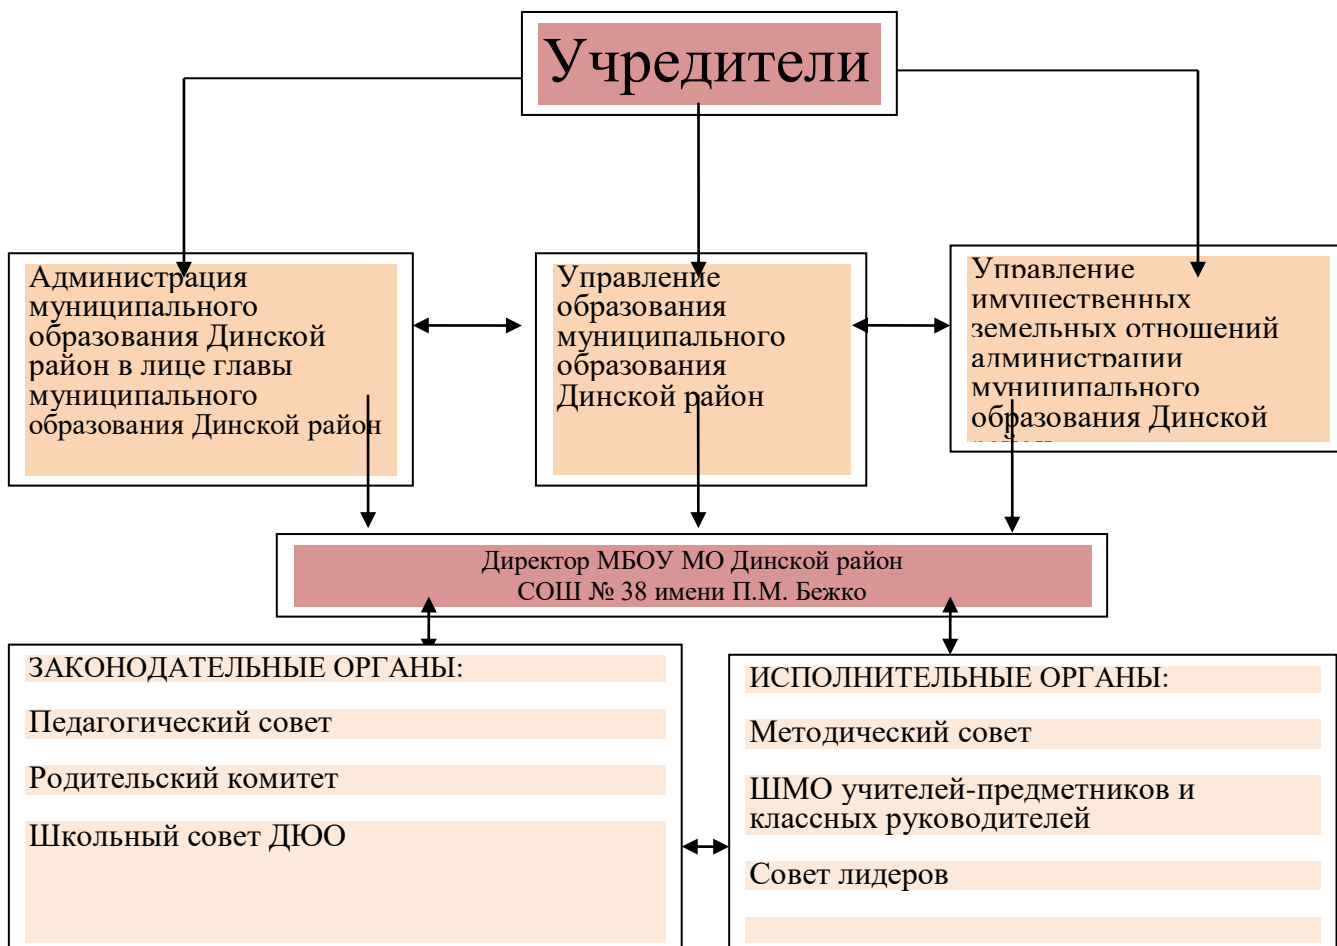 Учредители
Администрация
муниципального
образования Динской
район в лице главы
муниципального
образования Динской район
Управление
образования
муниципального
образования
Динской район
Управление
имущественных
земельных отношений
администрации
муниципального
образования Динской
Директор МБОУ МО Динской район
СОШ № 38 имени П.М. Бежко
ЗАКОНОДАТЕЛЬНЫЕ ОРГАНЫ:
Педагогический совет
Родительский комитет
Школьный совет ДЮО
ИСПОЛНИТЕЛЬНЫЕ ОРГАНЫ:
Методический совет
ШМО учителей-предметников и
классных руководителей
Совет лидеров